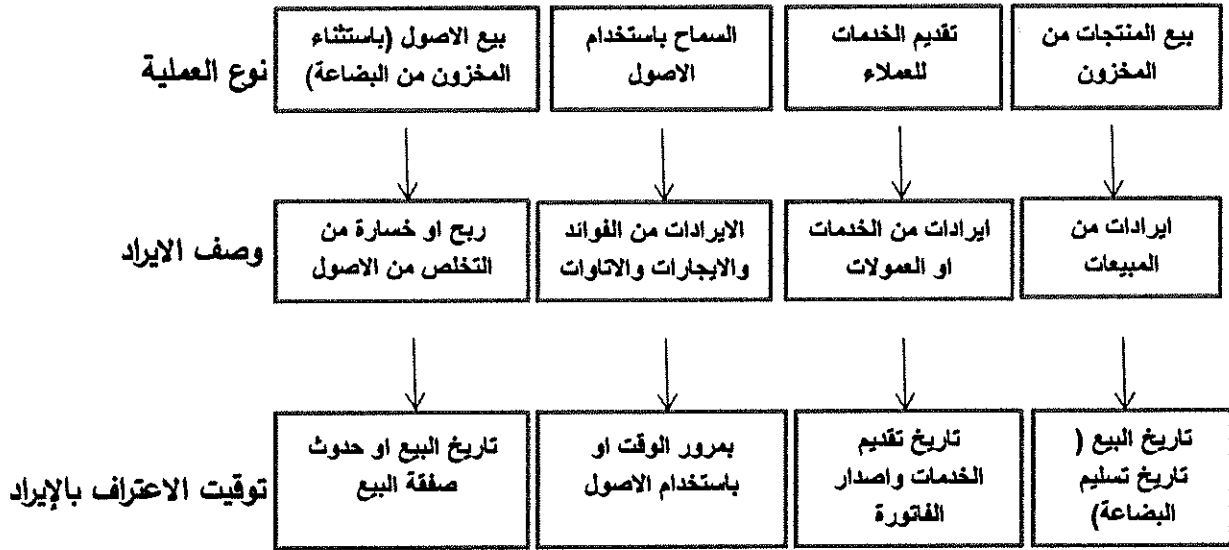 نوع العملية
بيع المنتجات من
المخزون
تقديم الخدمات
للعملاء
السماح باستخدام
الاصول
بيع الاصول (باستثناء
المخزون من البضاعة)
وصف الايراد
ايرادات من
المبيعات
ايرادات من الخدمات
او العمولات
الايرادات من الفوائد
والايجارات والاتاوات
ربح او خسارة من
التخلص من الاصول
توقيت الاعتراف بالإيراد
تاريخ البيع (
تاريخ تسليم
البضاعة)
تاريخ تقديم
الخدمات واصدار
الفاتورة
بمرور الوقت او
باستخدام الاصول
تاريخ البيع او حدوث
صفقة البيع